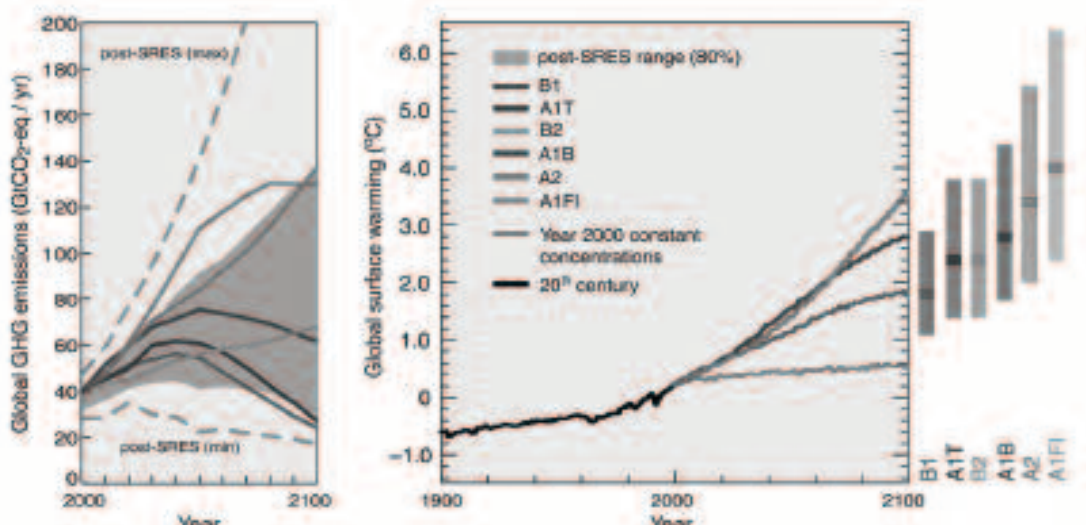 Global GHG emissions (GtCO2-eq./ yr)
200
180
160
140
120
100
80
60
40
20
0
post-SRES (max)
post-SRES (min)
2000
2100
Year
Global surface warming (°C)
6.0
5.0
4.0
3.0
2.0
1.0
0
–1.0
post-SRES range (80%)
B1
A1T
B2
A1B
A2
A1FI
Year 2000 constant
concentrations
20th century
1900
2000
2100
Year
B1
A1T
B2
A1B
A2
A1FI